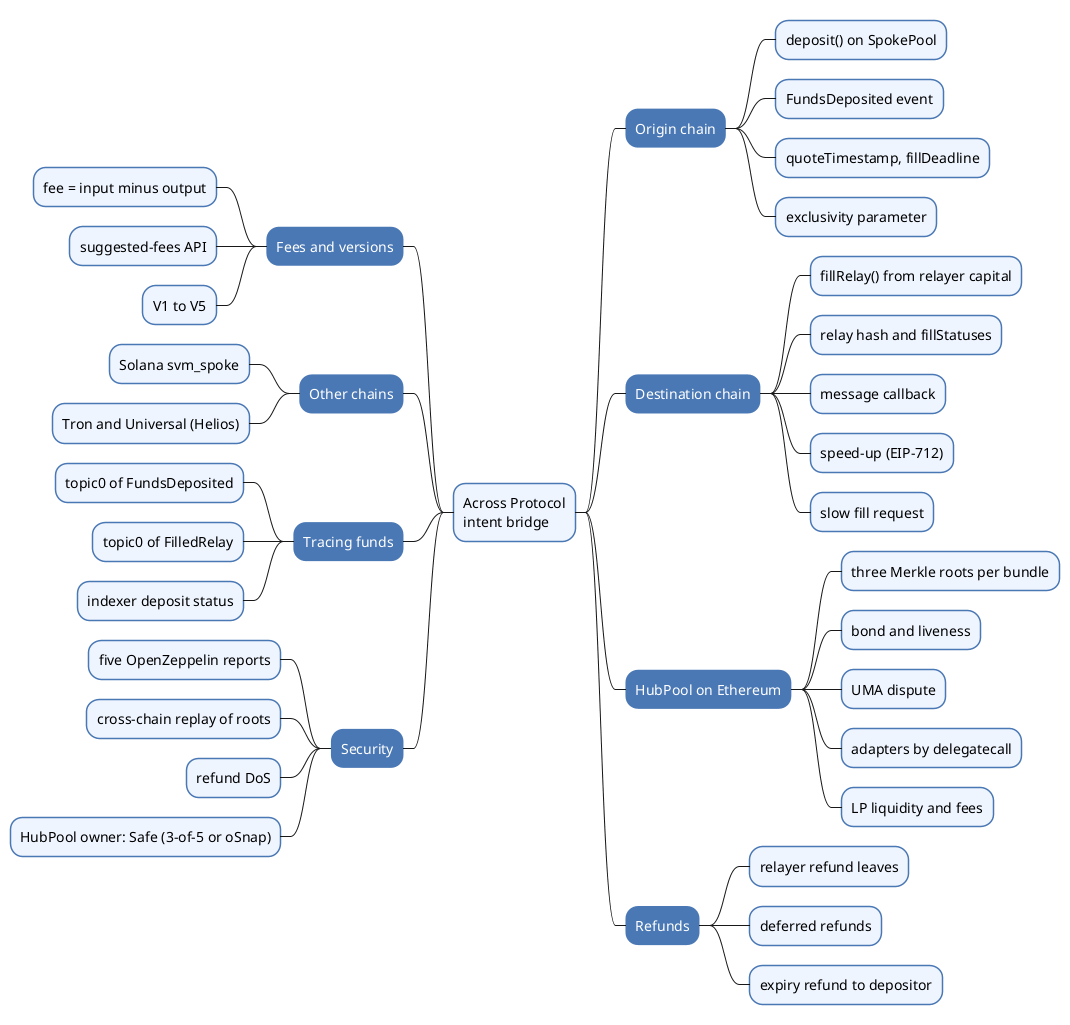 Across Protocol
intent bridge
Origin chain
deposit() on SpokePool
FundsDeposited event
quoteTimestamp, fillDeadline
exclusivity parameter
Destination chain
fillRelay() from relayer capital
relay hash and fillStatuses
message callback
speed-up (EIP-712)
slow fill request
HubPool on Ethereum
three Merkle roots per bundle
bond and liveness
UMA dispute
adapters by delegatecall
LP liquidity and fees
Refunds
relayer refund leaves
deferred refunds
expiry refund to depositor
Fees and versions
fee = input minus output
suggested-fees API
V1 to V5
Other chains
Solana svm_spoke
Tron and Universal (Helios)
Tracing funds
topic0 of FundsDeposited
topic0 of FilledRelay
indexer deposit status
Security
five OpenZeppelin reports
cross-chain replay of roots
refund DoS
HubPool owner: Safe (3-of-5 or oSnap)